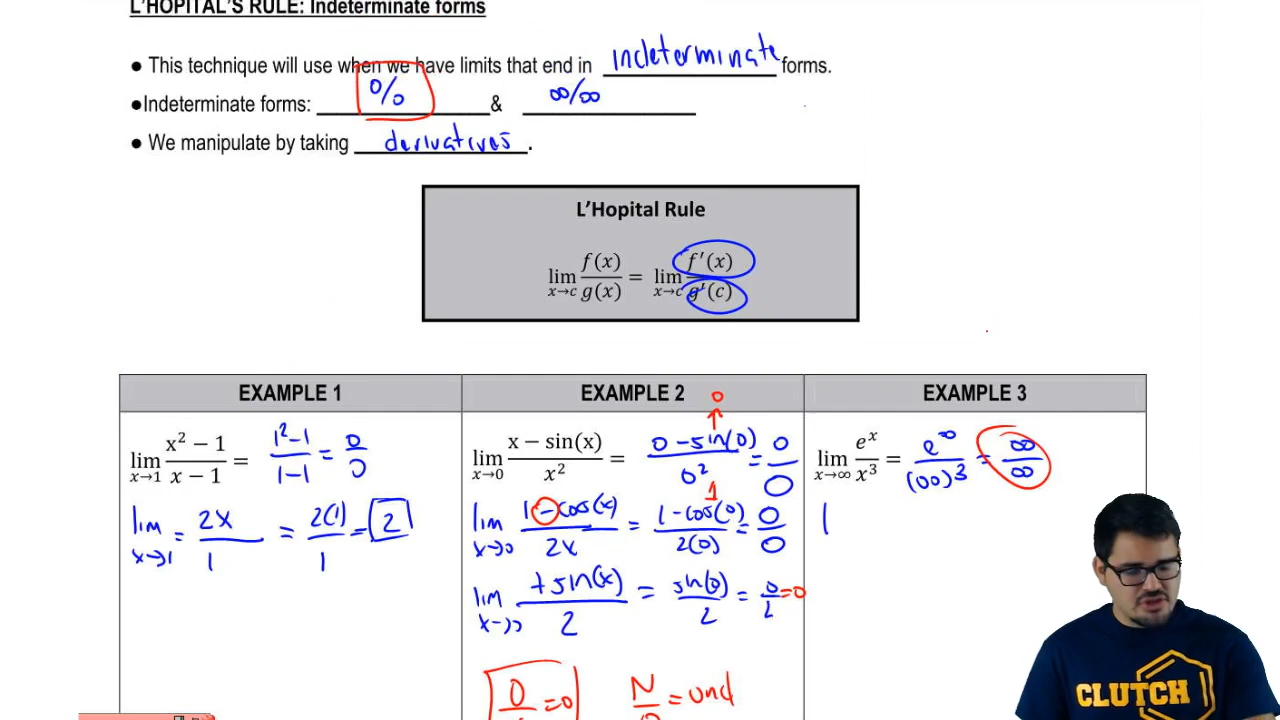 L'HOPITAL'S RULE: Indeterminate forms
● This technique will use when we have limits that end in indeterminate forms.
●Indeterminate forms: 0/0 & ∞/∞
● We manipulate by taking derivatives.
L'Hopital Rule
lim x→c f(x)/g(x) = lim x→c f'(x)/g'(c)
EXAMPLE 1
lim x→1 (x² − 1)/(x − 1) = (1²−1)/(1−1) = 0/0
lim x→1 = 2x/1 = 2(1)/1 = 2
EXAMPLE 2
0
lim x→0 (x − sin(x))/x² = (0 − sin(0))/0² = 0/0
1
lim x→0 (1 − cos(x))/2x = (1 − cos(0))/2(0) = 0/0
lim x→0 +sin(x)/2 = sin(0)/2 = 0/2 = 0
0/ =0 N/0 = und
EXAMPLE 3
lim x→∞ eˣ/x³ = e^∞/(∞)³ = ∞/∞
CLUTCH